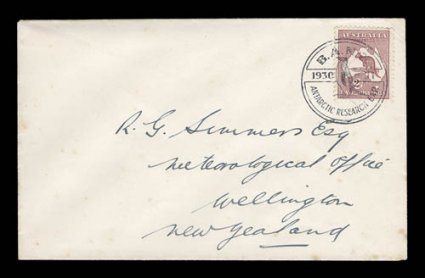 AUSTRALIA
B.A.A
1930
ANTARCTIC RESEARCH
R. G. Simmers Esq
Meteorological Office
Wellington
New Zealand